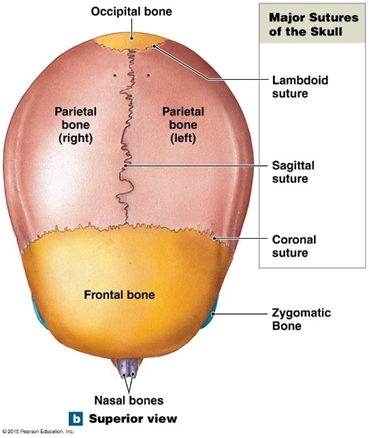 Occipital bone
Major Sutures
of the Skull
Lambdoid
suture
Parietal
bone
(right)
Parietal
bone
(left)
Sagittal
suture
Coronal
suture
Frontal bone
Zygomatic
Bone
Nasal bones
b Superior view
© 2015 Pearson Education, Inc.